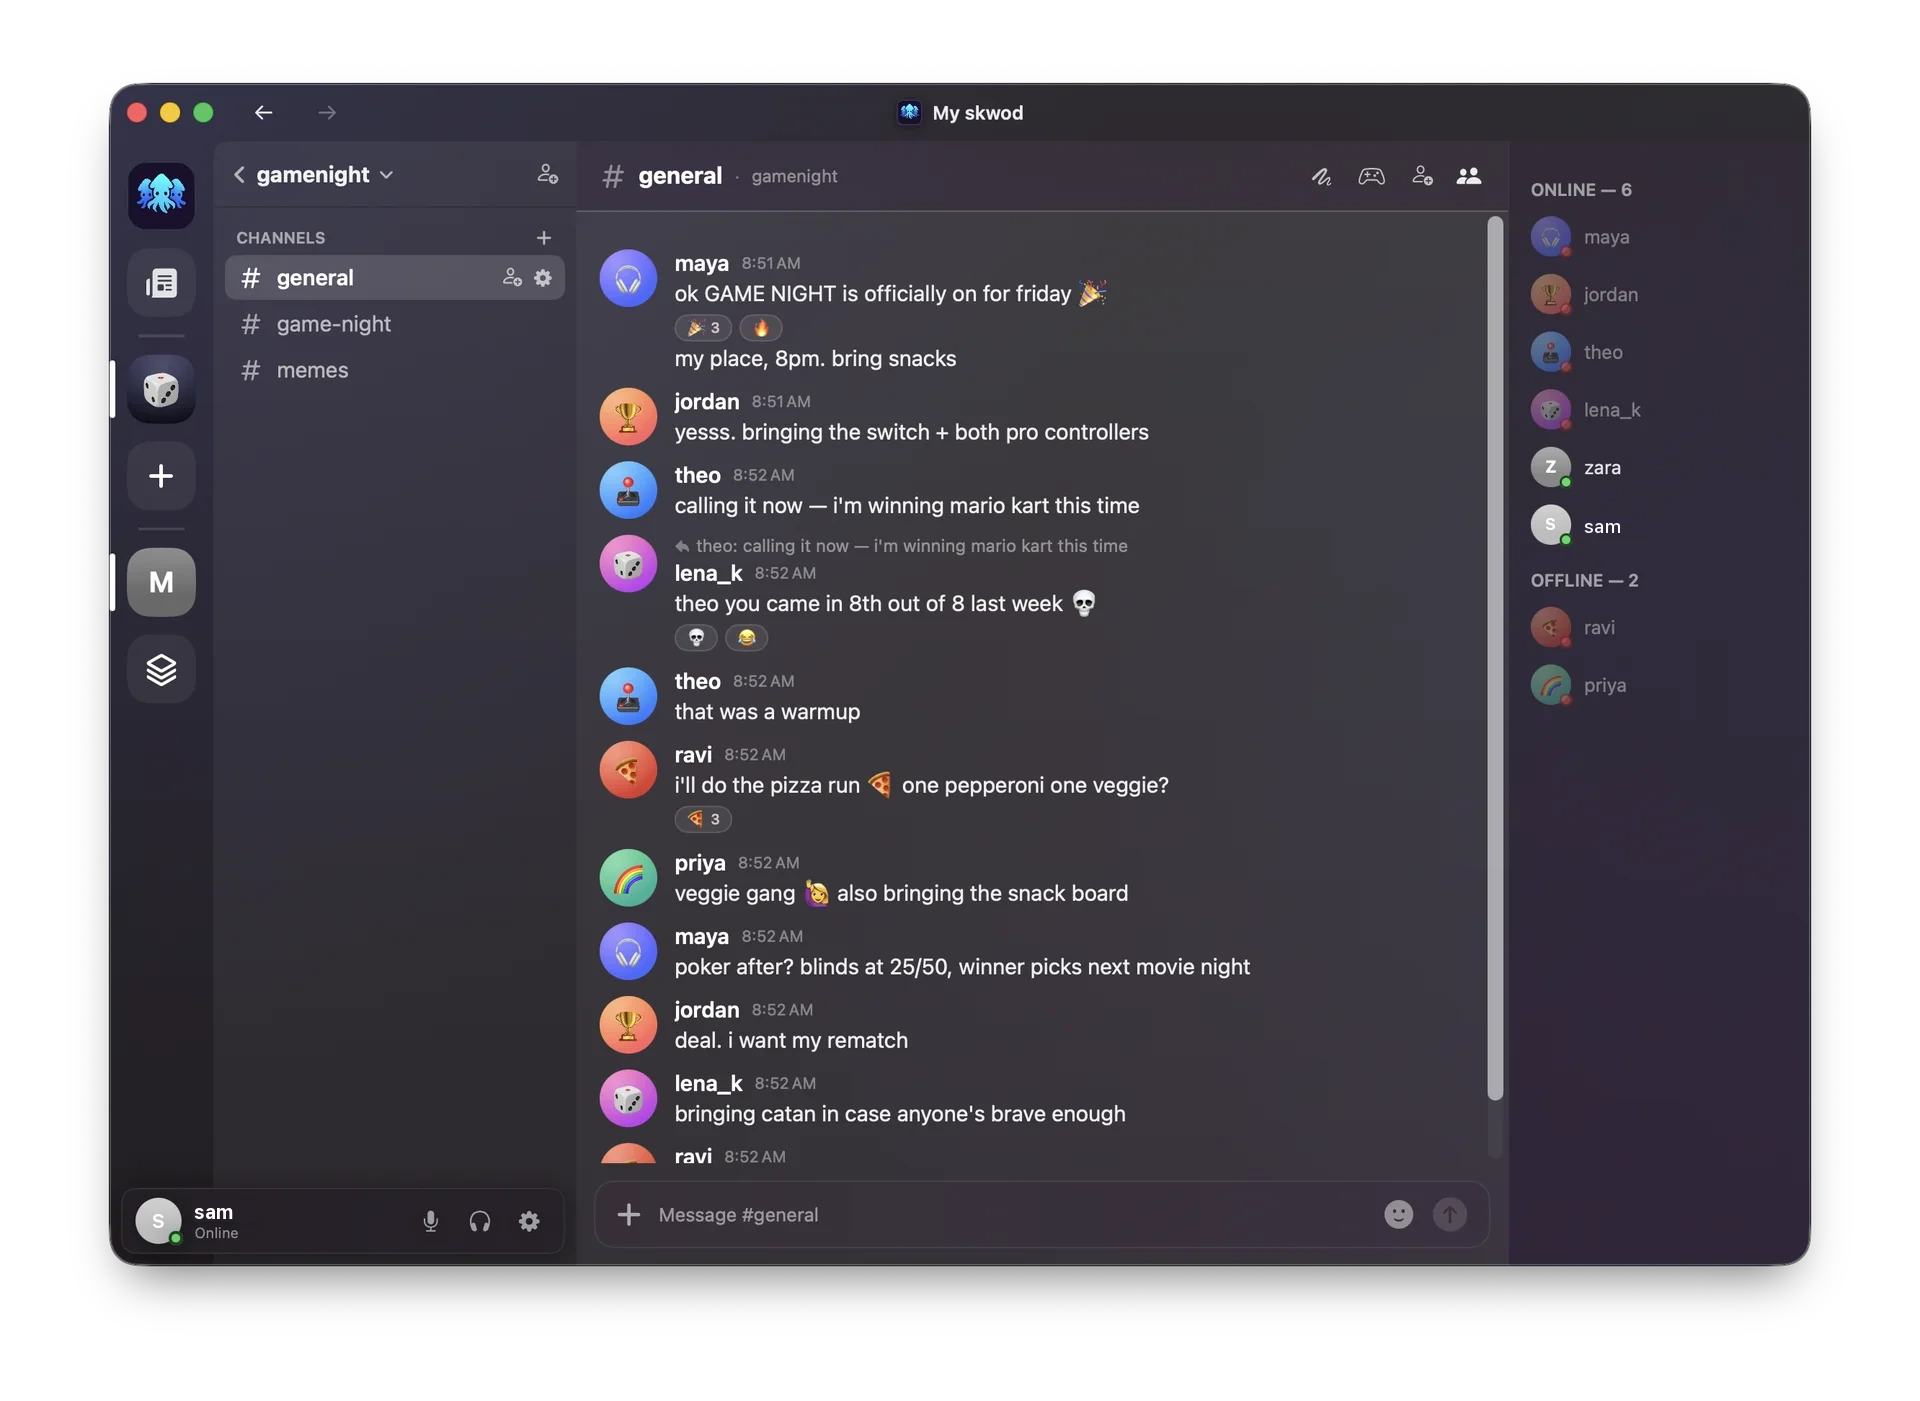 My skwod
gamenight
CHANNELS
general
game-night
memes
M
S
sam
Online
# general · gamenight
maya 8:51 AM
ok GAME NIGHT is officially on for friday 🎉
🎉 3 🔥
my place, 8pm. bring snacks
jordan 8:51 AM
yesss. bringing the switch + both pro controllers
theo 8:52 AM
calling it now — i'm winning mario kart this time
theo: calling it now — i'm winning mario kart this time
lena_k 8:52 AM
theo you came in 8th out of 8 last week 💀
💀 😂
theo 8:52 AM
that was a warmup
ravi 8:52 AM
i'll do the pizza run 🍕 one pepperoni one veggie?
🍕 3
priya 8:52 AM
veggie gang 🙋‍♀️ also bringing the snack board
maya 8:52 AM
poker after? blinds at 25/50, winner picks next movie night
jordan 8:52 AM
deal. i want my rematch
lena_k 8:52 AM
bringing catan in case anyone's brave enough
ravi 8:52 AM
Message #general
ONLINE — 6
maya
jordan
theo
lena_k
Z zara
S sam
OFFLINE — 2
ravi
priya